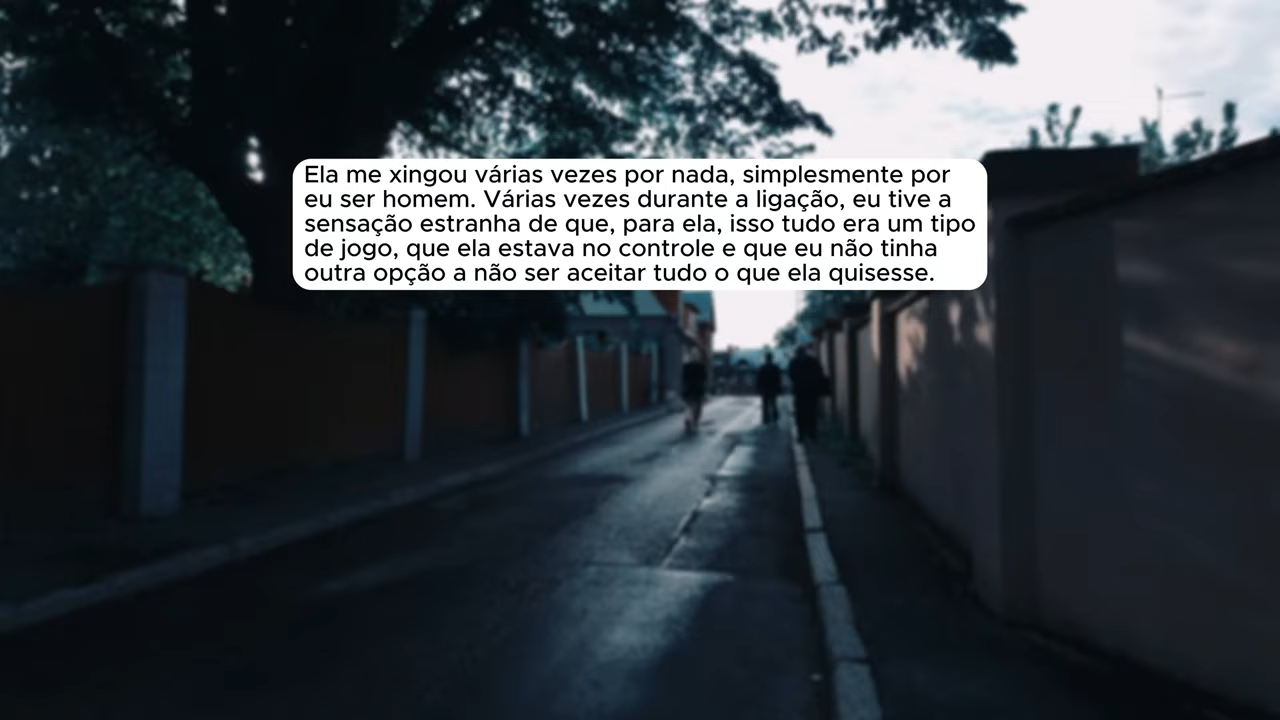 Ela me xingou várias vezes por nada, simplesmente por
eu ser homem. Várias vezes durante a ligação, eu tive a
sensação estranha de que, para ela, isso tudo era um tipo
de jogo, que ela estava no controle e que eu não tinha
outra opção a não ser aceitar tudo o que ela quisesse.